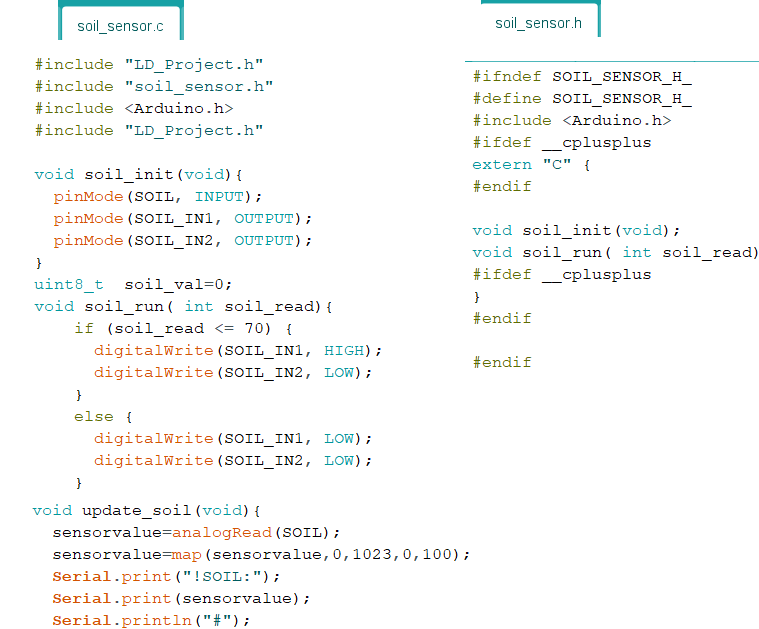 soil_sensor.c
#include "LD_Project.h"
#include "soil_sensor.h"
#include <Arduino.h>
#include "LD_Project.h"
void soil_init(void){
pinMode(SOIL, INPUT);
pinMode(SOIL_IN1, OUTPUT);
pinMode(SOIL_IN2, OUTPUT);
}
uint8_t  soil_val=0;
void soil_run( int soil_read){
if (soil_read <= 70) {
digitalWrite(SOIL_IN1, HIGH);
digitalWrite(SOIL_IN2, LOW);
}
else {
digitalWrite(SOIL_IN1, LOW);
digitalWrite(SOIL_IN2, LOW);
}
void update_soil(void){
sensorvalue=analogRead(SOIL);
sensorvalue=map(sensorvalue,0,1023,0,100);
Serial.print("!SOIL:");
Serial.print(sensorvalue);
Serial.println("#");
soil_sensor.h
#ifndef SOIL_SENSOR_H_
#define SOIL_SENSOR_H_
#include <Arduino.h>
#ifdef __cplusplus
extern "C" {
#endif
void soil_init(void);
void soil_run( int soil_read)
#ifdef __cplusplus
}
#endif
#endif